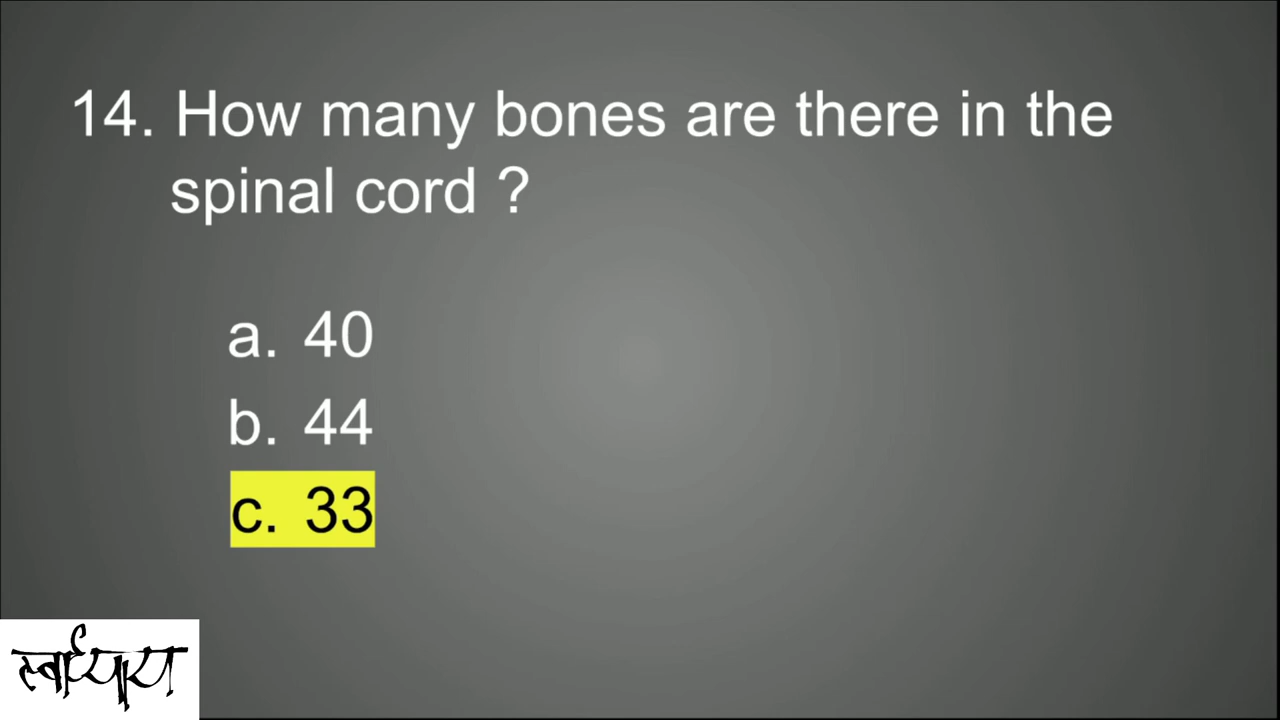 14. How many bones are there in the
spinal cord ?
a. 40
b. 44
c. 33
स्वाध्याय